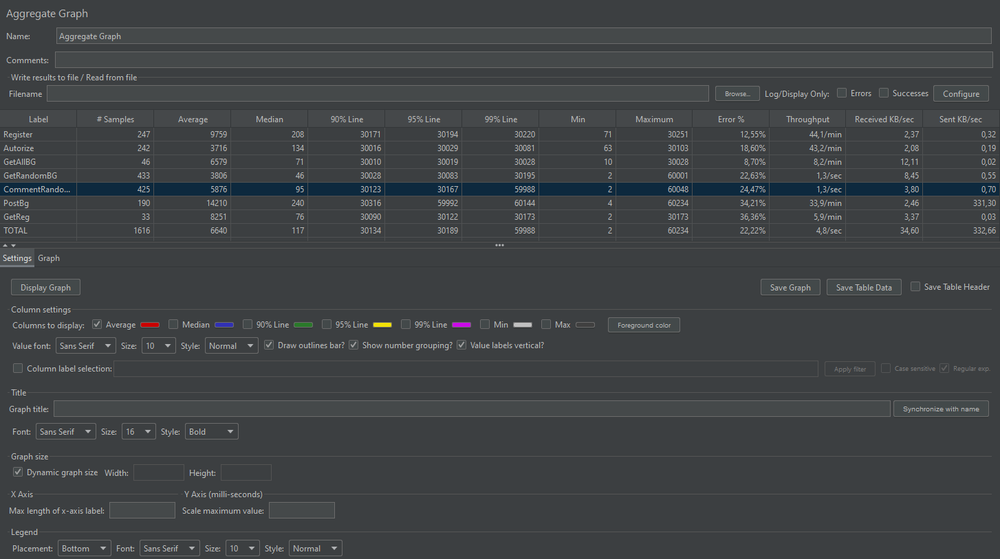 Aggregate Graph
Name: Aggregate Graph
Comments:
Write results to file / Read from file
Filename Browse... Log/Display Only: Errors Successes Configure
Label # Samples Average Median 90% Line 95% Line 99% Line Min Maximum Error % Throughput Received KB/sec Sent KB/sec
Register 247 9759 208 30171 30194 30220 71 30251 12,55% 44,1/min 2,37 0,32
Autorize 242 3716 134 30016 30029 30081 63 30103 18,60% 43,2/min 2,08 0,19
GetAllBG 46 6579 71 30010 30019 30028 10 30028 8,70% 8,2/min 12,11 0,02
GetRandomBG 433 3806 46 30028 30083 30195 2 60001 22,63% 1,3/sec 8,45 0,55
CommentRando... 425 5876 95 30123 30167 59988 2 60048 24,47% 1,3/sec 3,80 0,70
PostBg 190 14210 240 30316 59992 60144 4 60234 34,21% 33,9/min 2,46 331,30
GetReg 33 8251 76 30090 30122 30173 2 30173 36,36% 5,9/min 3,37 0,03
TOTAL 1616 6640 117 30134 30189 59988 2 60234 22,22% 4,8/sec 34,60 332,66
Settings Graph
Display Graph Save Graph Save Table Data Save Table Header
Column settings
Columns to display: Average Median 90% Line 95% Line 99% Line Min Max Foreground color
Value font: Sans Serif Size: 10 Style: Normal Draw outlines bar? Show number grouping? Value labels vertical?
Column label selection: Apply filter Case sensitive Regular exp.
Title
Graph title: Synchronize with name
Font: Sans Serif Size: 16 Style: Bold
Graph size
Dynamic graph size Width: Height:
X Axis Y Axis (milli-seconds)
Max length of x-axis label: Scale maximum value:
Legend
Placement: Bottom Font: Sans Serif Size: 10 Style: Normal